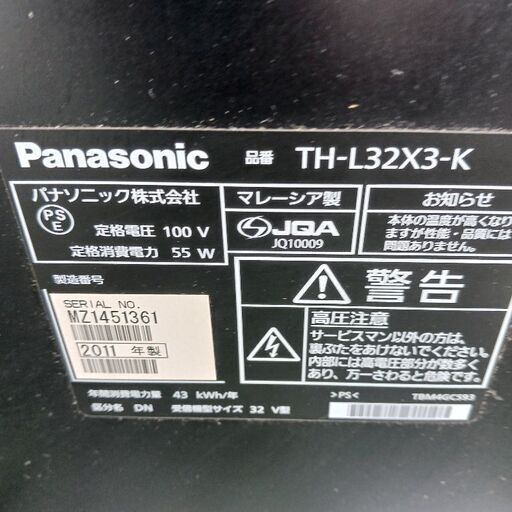 Panasonic 品番 TH-L32X3-K
パナソニック株式会社
PS
E
定格電圧 100 V
定格消費電力 55 W
マレーシア製
JQA
JQ10009
お知らせ
本体の温度が高くなり
ますが性能・品質には
問題ありません。
製造番号
SERIAL NO.
MZ1451361
2011 年製
警告
高圧注意
サービスマン以外の方は、
裏ぶたをあけないでください。
内部には高電圧部分が数多く
あり、万一さわると危険です。
年間消費電力量 43 kWh/年
区分名 DN 受信機型サイズ 32 V型
>PS<
TBM4GC593